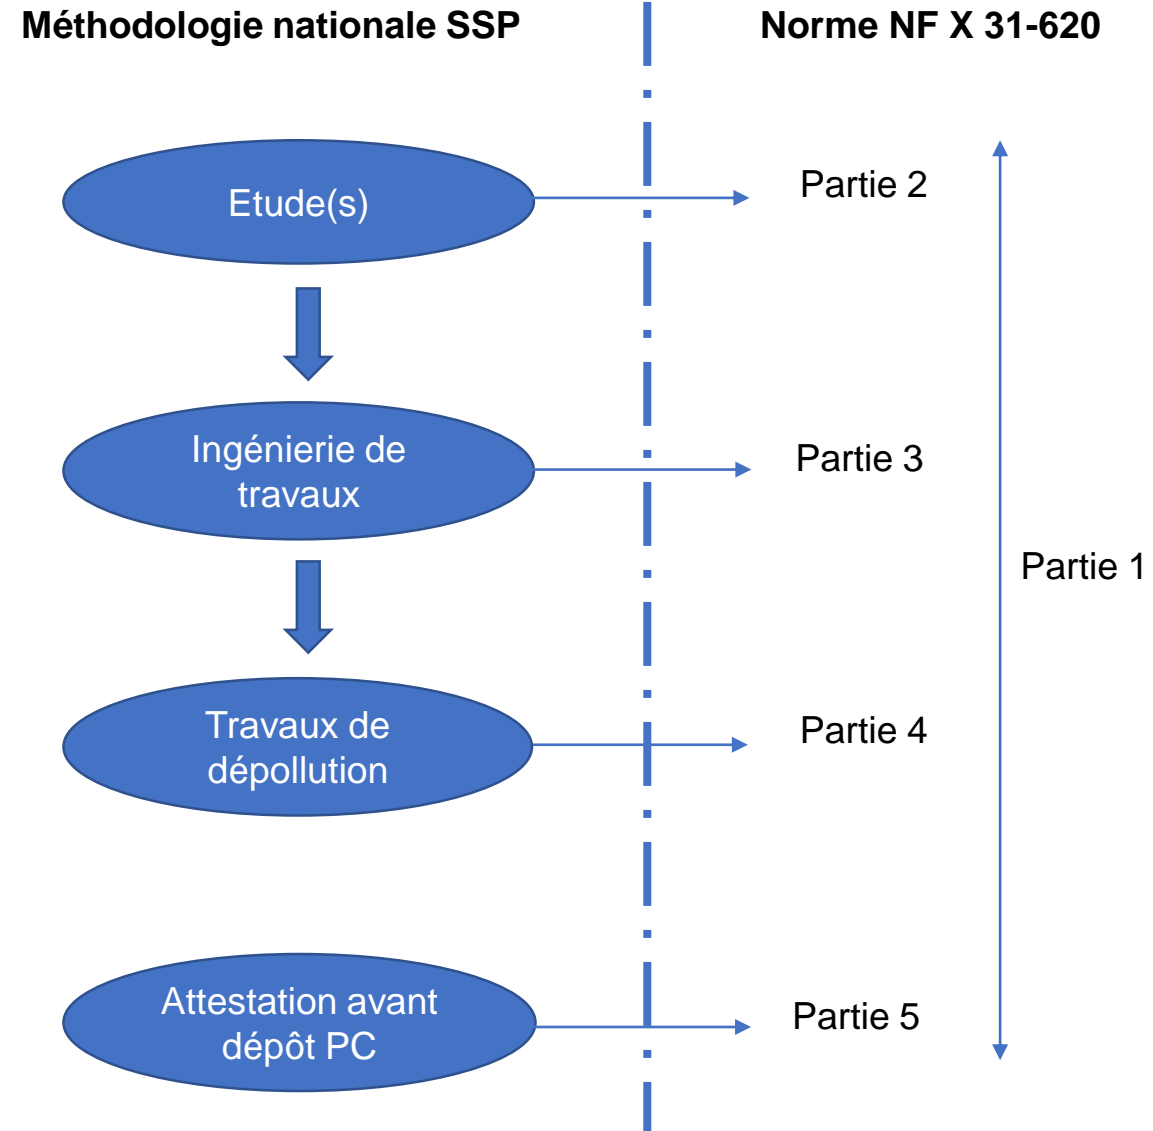 Méthodologie nationale SSP
Norme NF X 31-620
Etude(s)
Partie 2
Ingénierie de
travaux
Partie 3
Partie 1
Travaux de
dépollution
Partie 4
Attestation avant
dépôt PC
Partie 5